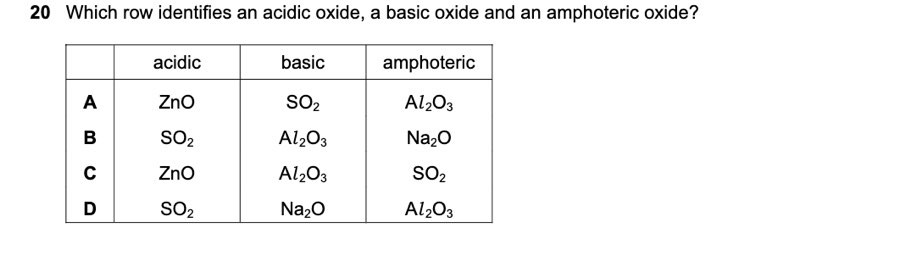 20 Which row identifies an acidic oxide, a basic oxide and an amphoteric oxide?
acidic basic amphoteric
A ZnO SO₂ Al₂O₃
B SO₂ Al₂O₃ Na₂O
C ZnO Al₂O₃ SO₂
D SO₂ Na₂O Al₂O₃